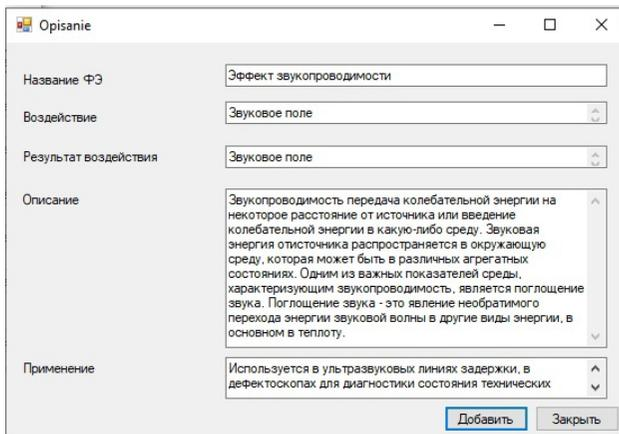 Opisanie
Название ФЭ
Эффект звукопроводимости
Воздействие
Звуковое поле
Результат воздействия
Звуковое поле
Описание
Звукопроводимость передача колебательной энергии на
некоторое расстояние от источника или введение
колебательной энергии в какую-либо среду. Звуковая
энергия отисточника распространяется в окружающую
среду, которая может быть в различных агрегатных
состояниях. Одним из важных показателей среды,
характеризующим звукопроводимость, является поглощение
звука. Поглощение звука - это явление необратимого
перехода энергии звуковой волны в другие виды энергии, в
основном в теплоту.
Применение
Используется в ультразвуковых линиях задержки, в
дефектоскопах для диагностики состояния технических
Добавить
Закрыть